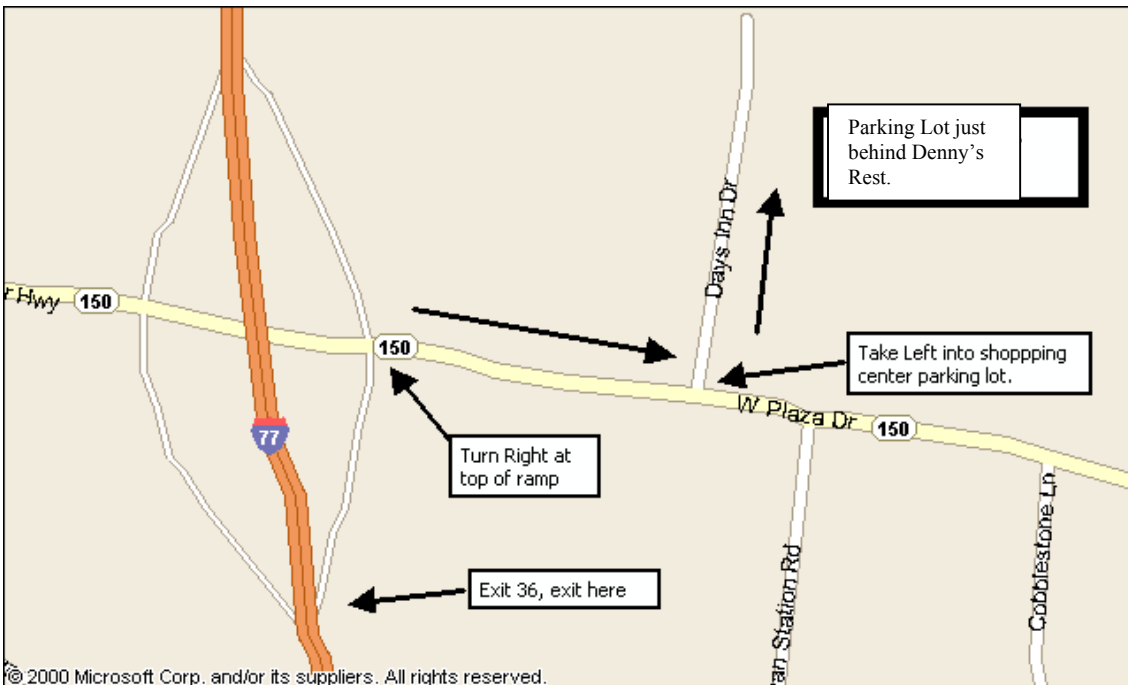 Parking Lot just
behind Denny's
Rest.
Days Inn Dr
r Hwy
150
150
Take Left into shoppping
center parking lot.
W Plaza Dr
150
77
Turn Right at
top of ramp
Cobblestone Ln
an Station Rd
Exit 36, exit here
© 2000 Microsoft Corp. and/or its suppliers. All rights reserved.